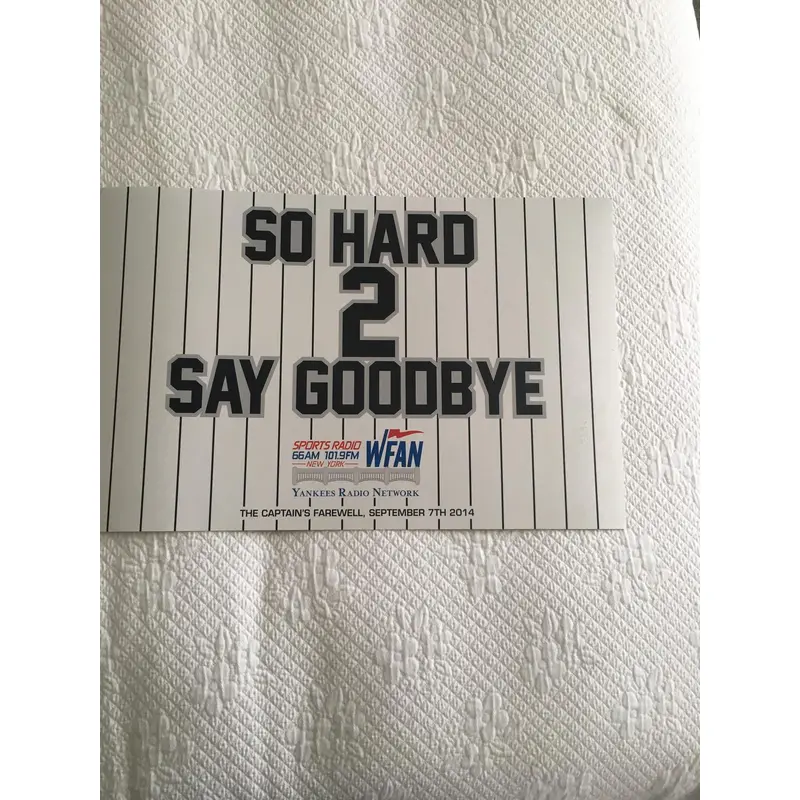 SO HARD
2
SAY GOODBYE
SPORTS RADIO
66AM 101.9FM
NEW YORK
WFAN
YANKEES RADIO NETWORK
THE CAPTAIN'S FAREWELL, SEPTEMBER 7TH 2014